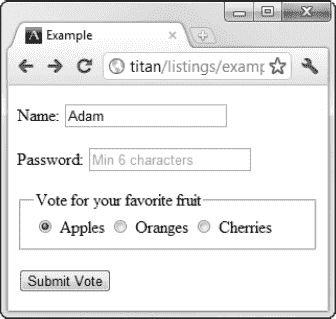 Example
titan/listings/examp
Name: Adam
Password: Min 6 characters
Vote for your favorite fruit
Apples Oranges Cherries
Submit Vote